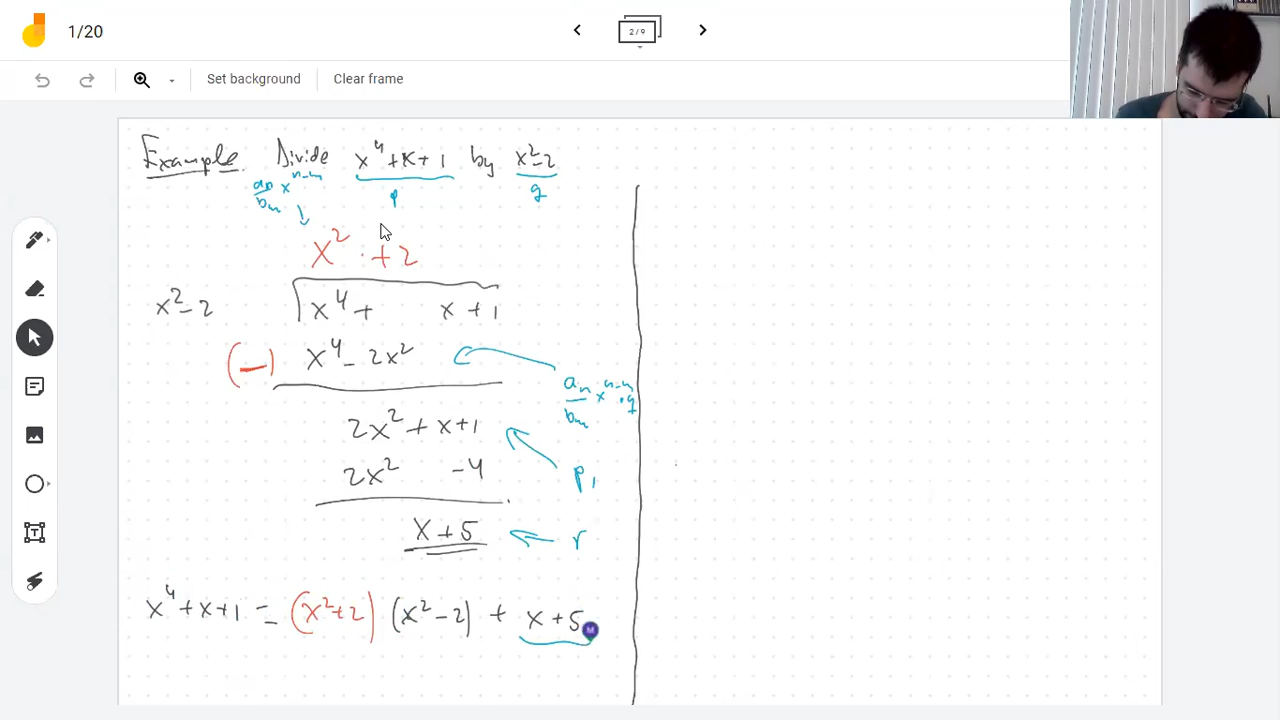 1/20
2/9
Set background
Clear frame
Example. Divide x⁴+x+1 by x²-2
aₙ/bₘ xⁿ⁻ᵐ
p
q
x² + 2
x²-2
x⁴ + x + 1
(-) x⁴ - 2x²
aₙ/bₘ xⁿ⁻ᵐ · q
2x² + x+1
2x² -4
p₁
x+5
r
x⁴+x+1 = (x²+2) (x²-2) + x+5
M